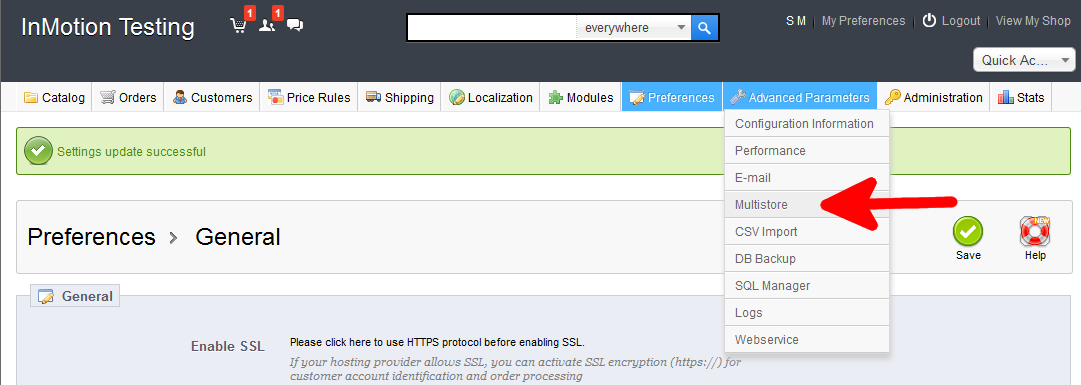 InMotion Testing
1
1
everywhere
S M
My Preferences
Logout
View My Shop
Quick Ac...
Catalog
Orders
Customers
Price Rules
Shipping
Localization
Modules
Preferences
Advanced Parameters
Administration
Stats
Configuration Information
Performance
E-mail
Multistore
CSV Import
DB Backup
SQL Manager
Logs
Webservice
Settings update successful
Preferences > General
Save
NEW
Help
General
Enable SSL
Please click here to use HTTPS protocol before enabling SSL.
If your hosting provider allows SSL, you can activate SSL encryption (https://) for
customer account identification and order processing